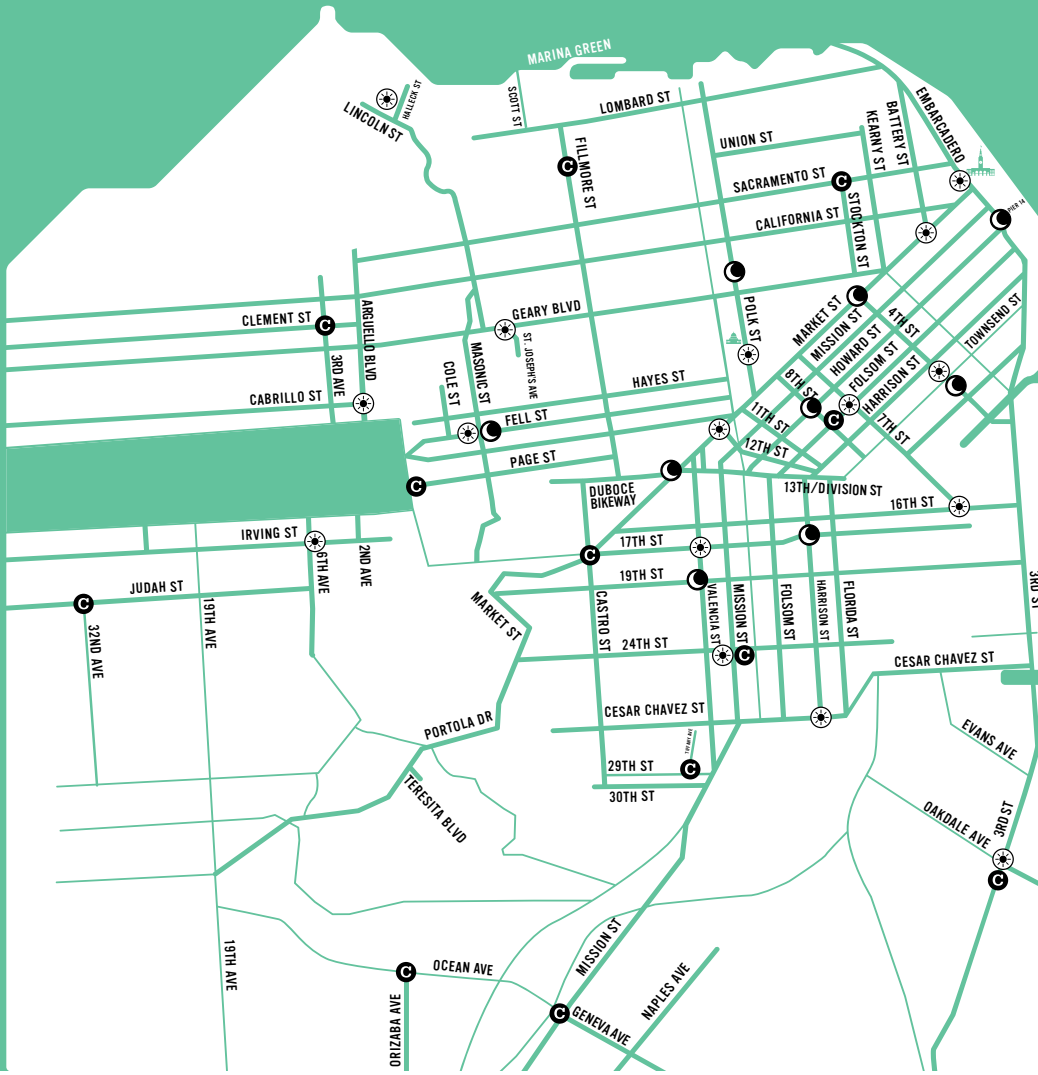 MARINA GREEN
HALLECK ST
LINCOLN ST
SCOTT ST
LOMBARD ST
FILLMORE ST
UNION ST
KEARNY ST
BATTERY ST
EMBARCADERO
SACRAMENTO ST
C
C
STOCKTON ST
CALIFORNIA ST
PIER 14
CLEMENT ST
C
ARGUELLO BLVD
3RD AVE
GEARY BLVD
ST. JOSEPH'S AVE
MASONIC ST
COLE ST
POLK ST
MARKET ST
MISSION ST
HOWARD ST
FOLSOM ST
HARRISON ST
4TH ST
TOWNSEND ST
8TH ST
7TH ST
11TH ST
12TH ST
C
CABRILLO ST
HAYES ST
FELL ST
PAGE ST
C
DUBOCE
BIKEWAY
13TH/DIVISION ST
16TH ST
IRVING ST
6TH AVE
2ND AVE
17TH ST
C
JUDAH ST
C
32ND AVE
19TH AVE
19TH ST
MARKET ST
CASTRO ST
VALENCIA ST
MISSION ST
FOLSOM ST
HARRISON ST
FLORIDA ST
3RD ST
24TH ST
C
CESAR CHAVEZ ST
CESAR CHAVEZ ST
PORTOLA DR
TIFFANY AVE
29TH ST
C
30TH ST
TERESITA BLVD
EVANS AVE
OAKDALE AVE
3RD ST
C
19TH AVE
OCEAN AVE
C
ORIZABA AVE
MISSION ST
NAPLES AVE
C
GENEVA AVE